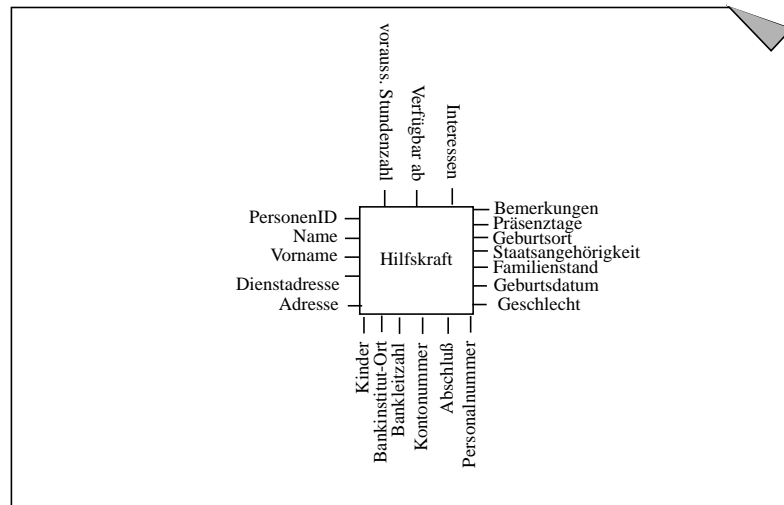 vorauss. Stundenzahl
Verfügbar ab
Interessen
PersonenID
Name
Vorname
Dienstadresse
Adresse
Hilfskraft
Bemerkungen
Präsenztage
Geburtsort
Staatsangehörigkeit
Familienstand
Geburtsdatum
Geschlecht
Kinder
Bankinstitut-Ort
Bankleitzahl
Kontonummer
Abschluß
Personalnummer